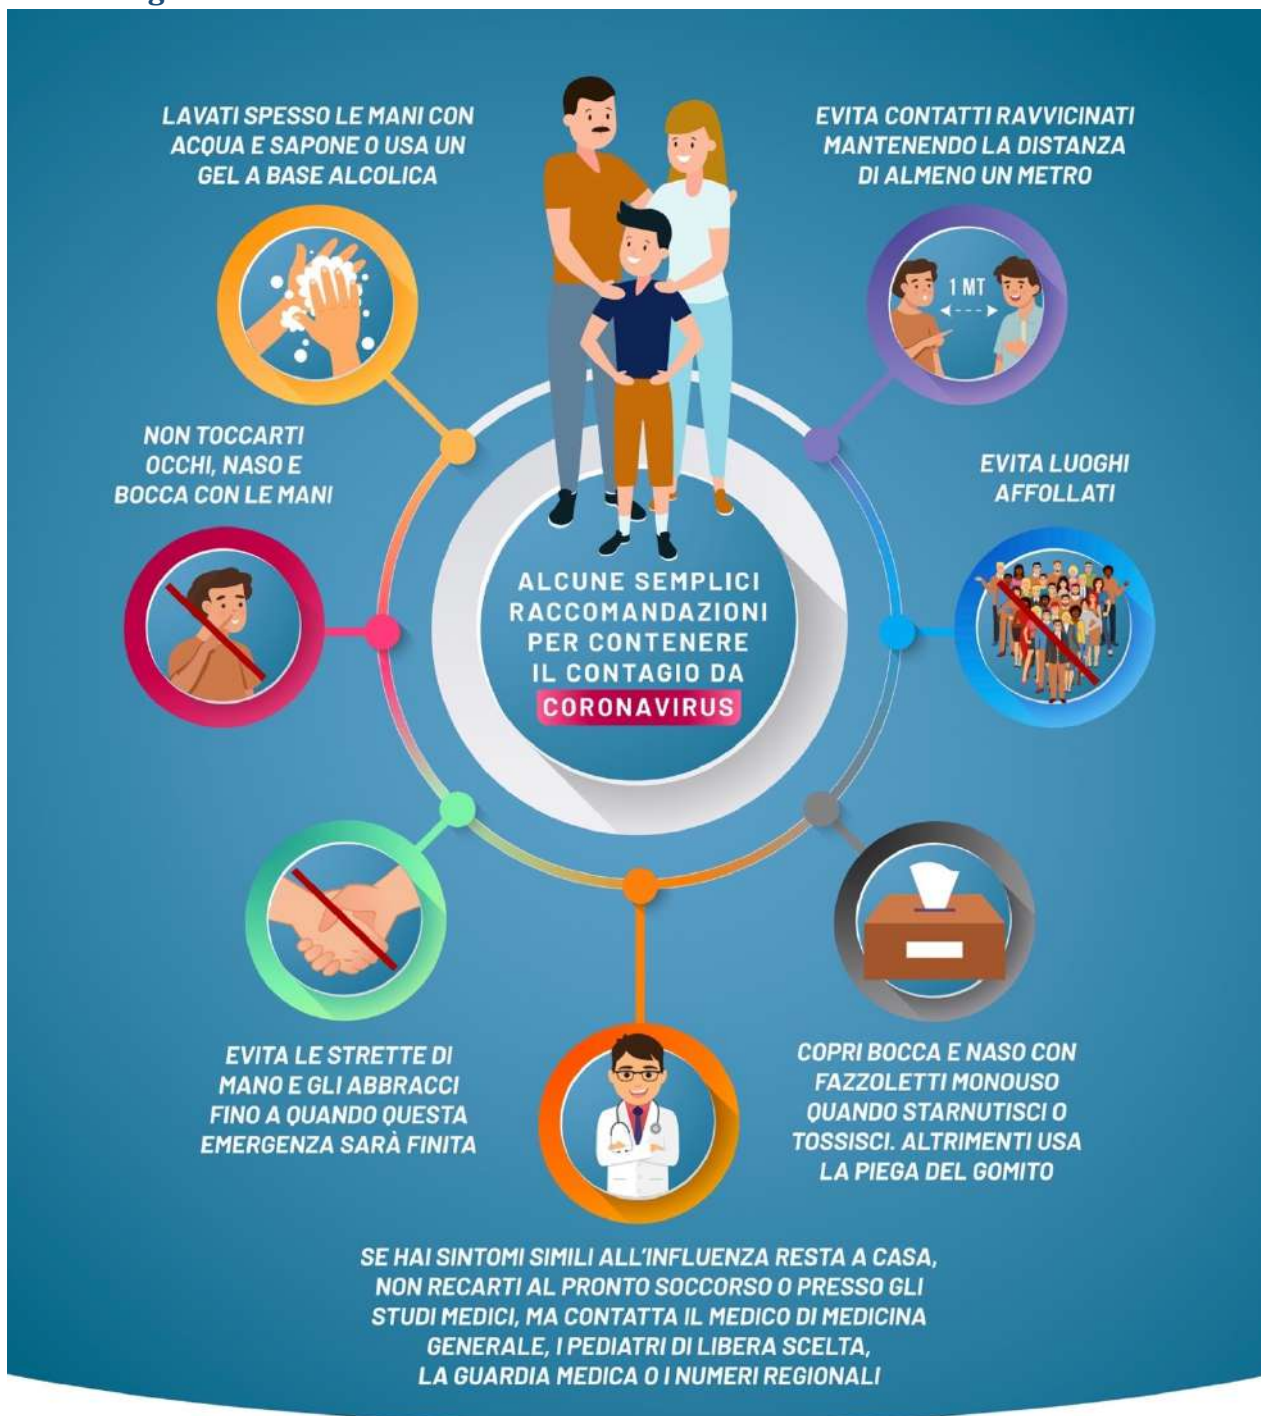 LAVATI SPESSO LE MANI CON
ACQUA E SAPONE O USA UN
GEL A BASE ALCOLICA
EVITA CONTATTI RAVVICINATI
MANTENENDO LA DISTANZA
DI ALMENO UN METRO
1 MT
NON TOCCARTI
OCCHI, NASO E
BOCCA CON LE MANI
EVITA LUOGHI
AFFOLLATI
ALCUNE SEMPLICI
RACCOMANDAZIONI
PER CONTENERE
IL CONTAGIO DA
CORONAVIRUS
EVITA LE STRETTE DI
MANO E GLI ABBRACCI
FINO A QUANDO QUESTA
EMERGENZA SARÀ FINITA
COPRI BOCCA E NASO CON
FAZZOLETTI MONOUSO
QUANDO STARNUTISCI O
TOSSISCI. ALTRIMENTI USA
LA PIEGA DEL GOMITO
SE HAI SINTOMI SIMILI ALL'INFLUENZA RESTA A CASA,
NON RECARTI AL PRONTO SOCCORSO O PRESSO GLI
STUDI MEDICI, MA CONTATTA IL MEDICO DI MEDICINA
GENERALE, I PEDIATRI DI LIBERA SCELTA,
LA GUARDIA MEDICA O I NUMERI REGIONALI